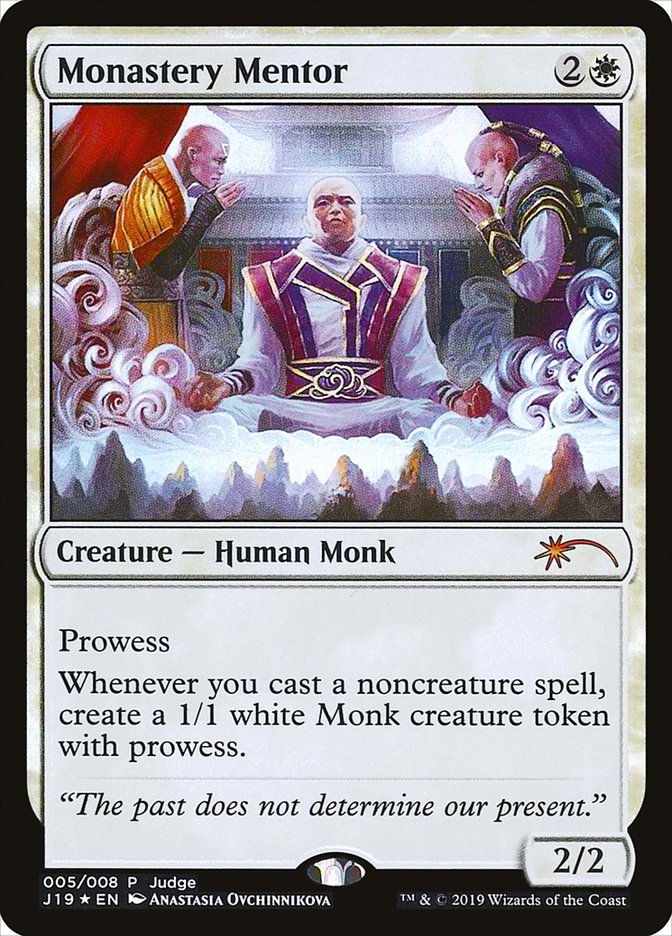 Monastery Mentor 2
Creature — Human Monk
Prowess
Whenever you cast a noncreature spell,
create a 1/1 white Monk creature token
with prowess.
“The past does not determine our present.”
2/2
005/008 P Judge
J19 ★ EN Anastasia Ovchinnikova
™ & © 2019 Wizards of the Coast